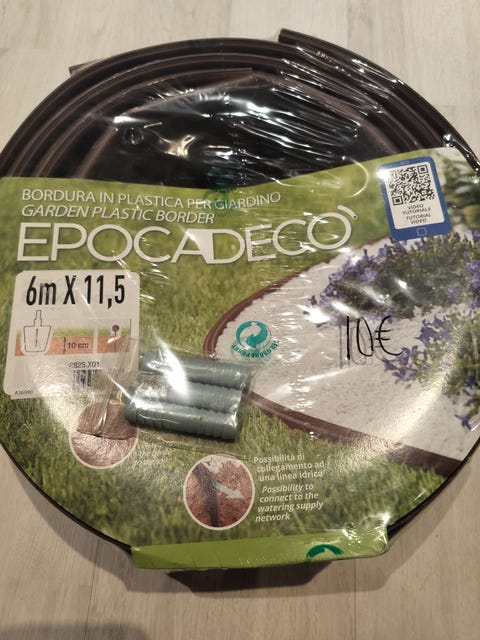 BORDURA IN PLASTICA PER GIARDINO
GARDEN PLASTIC BORDER
EPOCADECO'
VIDEO
TUTORIALE
TUTORIAL
VIDEO
6m X 11,5
10 cm
A36990
10€
Possibilità di
collegamento ad
una linea idrica
Possibility to
connect to the
watering supply
network